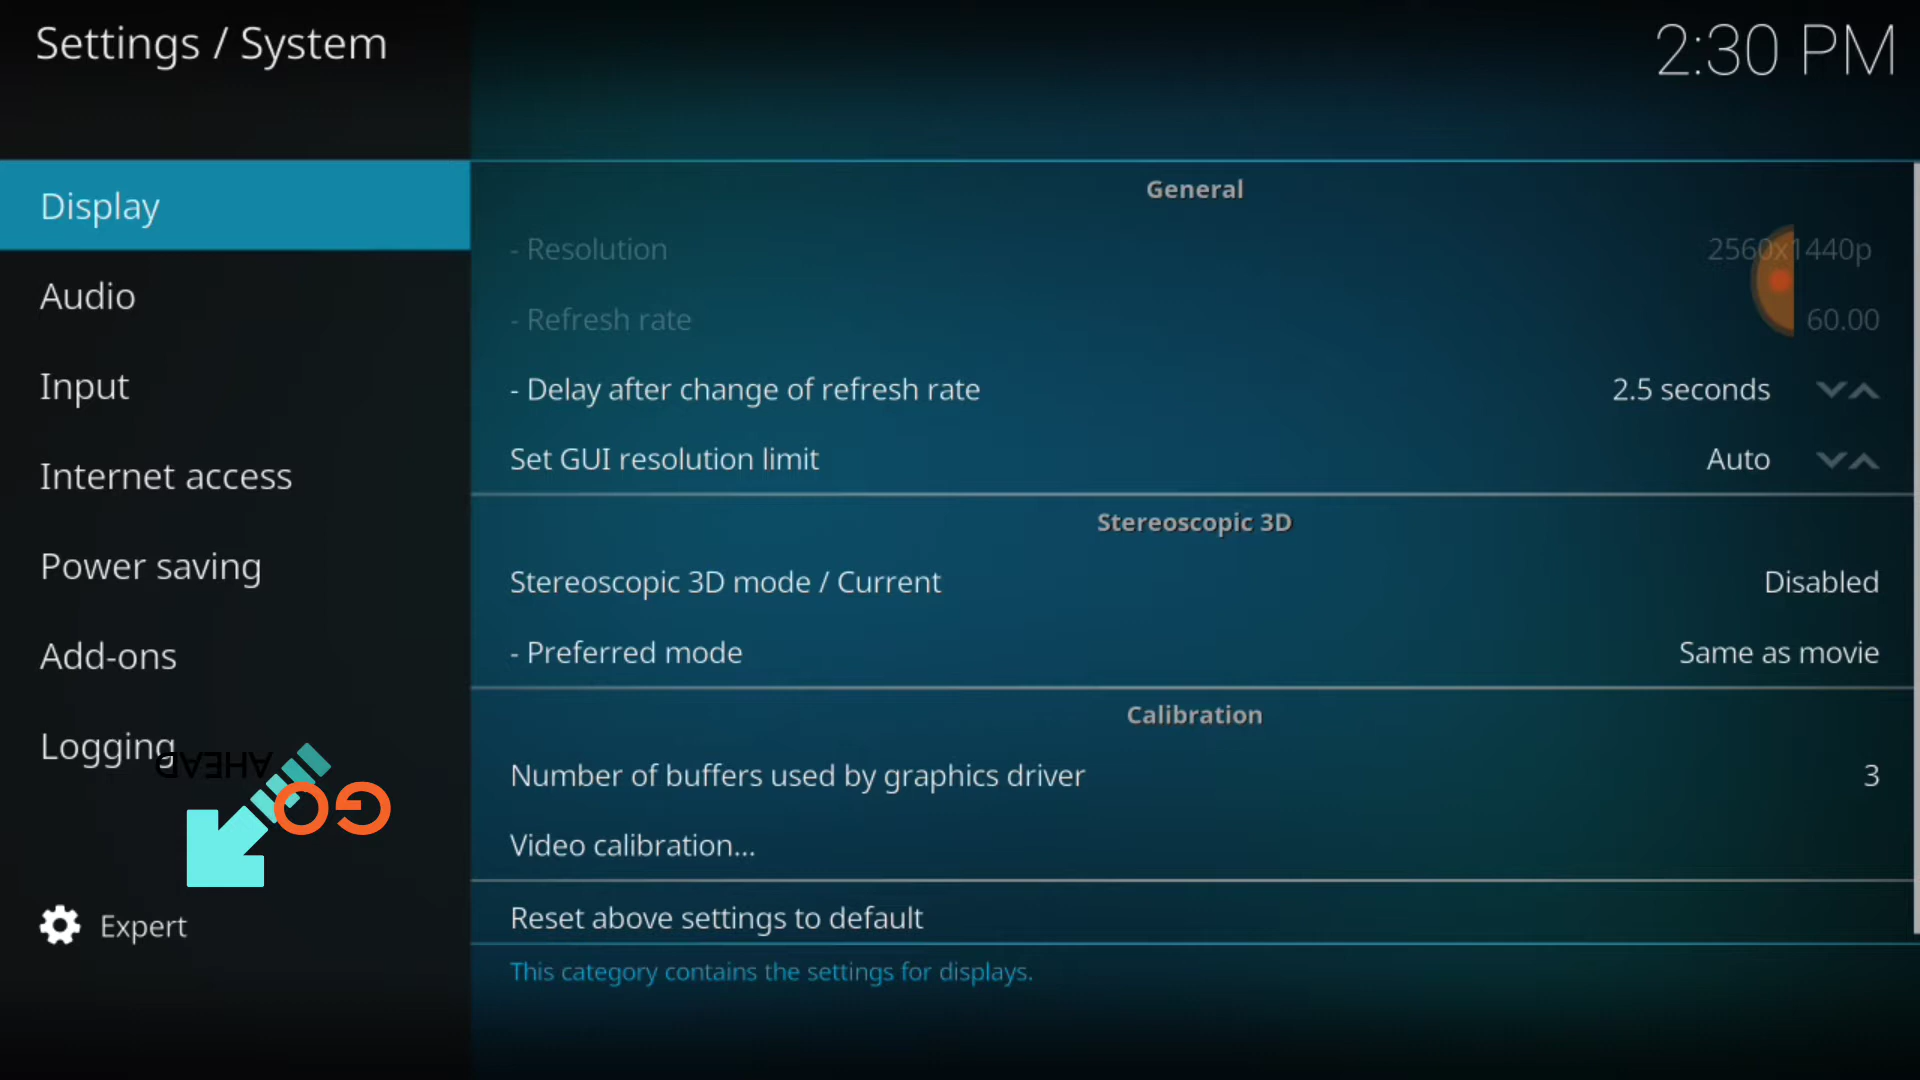 Settings / System
2:30 PM
Display
Audio
Input
Internet access
Power saving
Add-ons
Logging
AHEAD
GO
Expert
General
- Resolution 2560x1440p
- Refresh rate 60.00
- Delay after change of refresh rate 2.5 seconds
Set GUI resolution limit Auto
Stereoscopic 3D
Stereoscopic 3D mode / Current Disabled
- Preferred mode Same as movie
Calibration
Number of buffers used by graphics driver 3
Video calibration...
Reset above settings to default
This category contains the settings for displays.